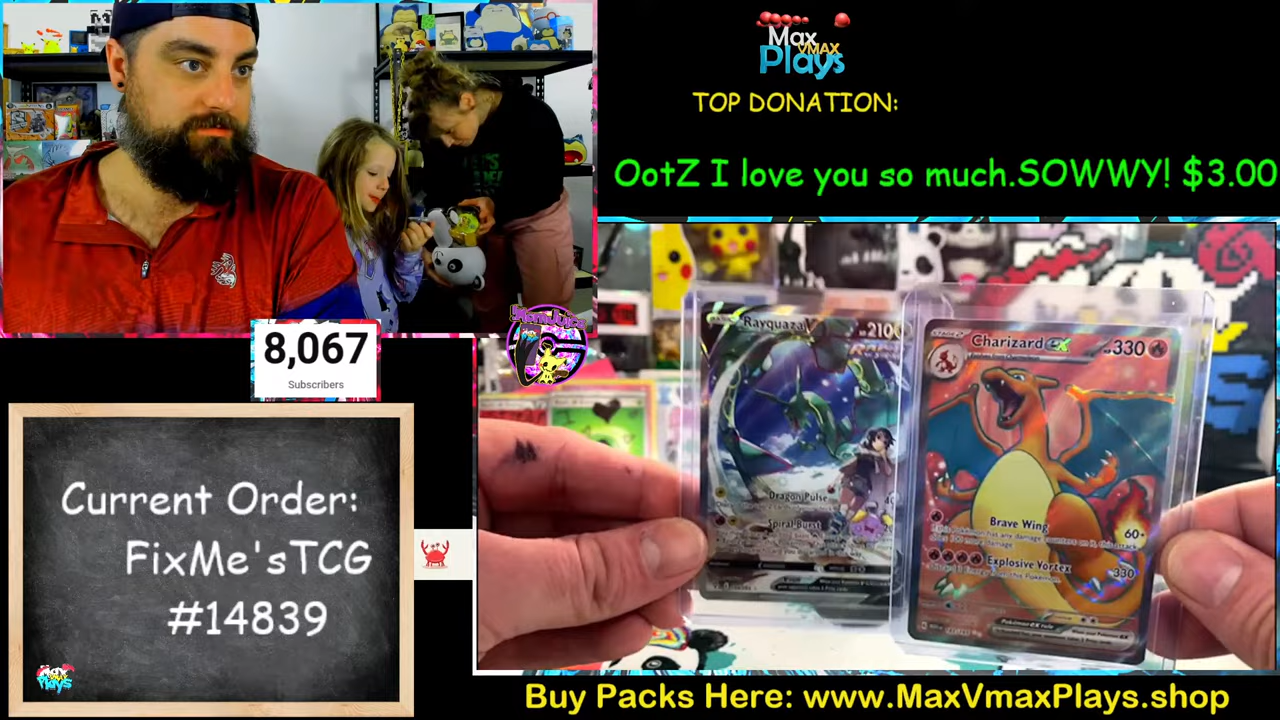 Max
VMAX
Plays
TOP DONATION:
OotZ I love you so much.SOWWY! $3.00
8,067
Subscribers
Current Order:
FixMe'sTCG
#14839
Max
Plays
Rayquaza V
210
Dragon Pulse
Spiral Burst
Charizard ex
330
Brave Wing
60+
Explosive Vortex
330
Buy Packs Here: www.MaxVmaxPlays.shop